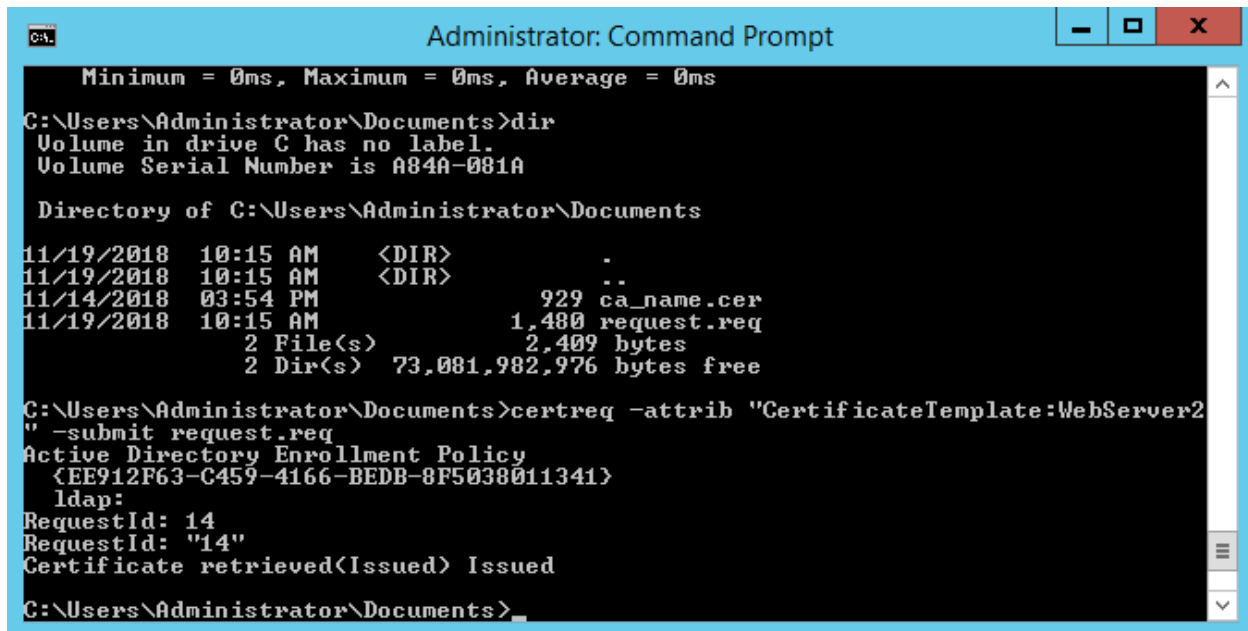 Administrator: Command Prompt
Minimum = 0ms, Maximum = 0ms, Average = 0ms
C:\Users\Administrator\Documents>dir
Volume in drive C has no label.
Volume Serial Number is A84A-081A
Directory of C:\Users\Administrator\Documents
11/19/2018  10:15 AM    <DIR>          .
11/19/2018  10:15 AM    <DIR>          ..
11/14/2018  03:54 PM               929 ca_name.cer
11/19/2018  10:15 AM             1,480 request.req
2 File(s)          2,409 bytes
2 Dir(s)  73,081,982,976 bytes free
C:\Users\Administrator\Documents>certreq -attrib "CertificateTemplate:WebServer2
" -submit request.req
Active Directory Enrollment Policy
{EE912F63-C459-4166-BEDB-8F5038011341}
ldap:
RequestId: 14
RequestId: "14"
Certificate retrieved(Issued) Issued
C:\Users\Administrator\Documents>_